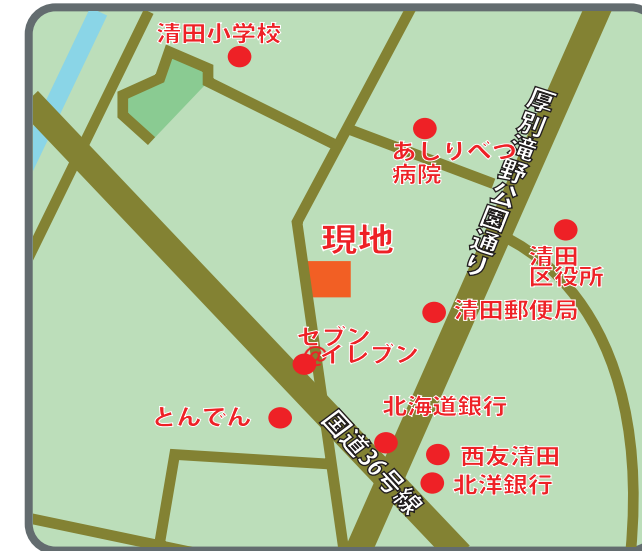 清田小学校
あしりべつ
病院
厚別滝野公園通り
現地
清田
区役所
清田郵便局
セブン
@イレブン
北海道銀行
とんでん
国道36号線
西友清田
北洋銀行